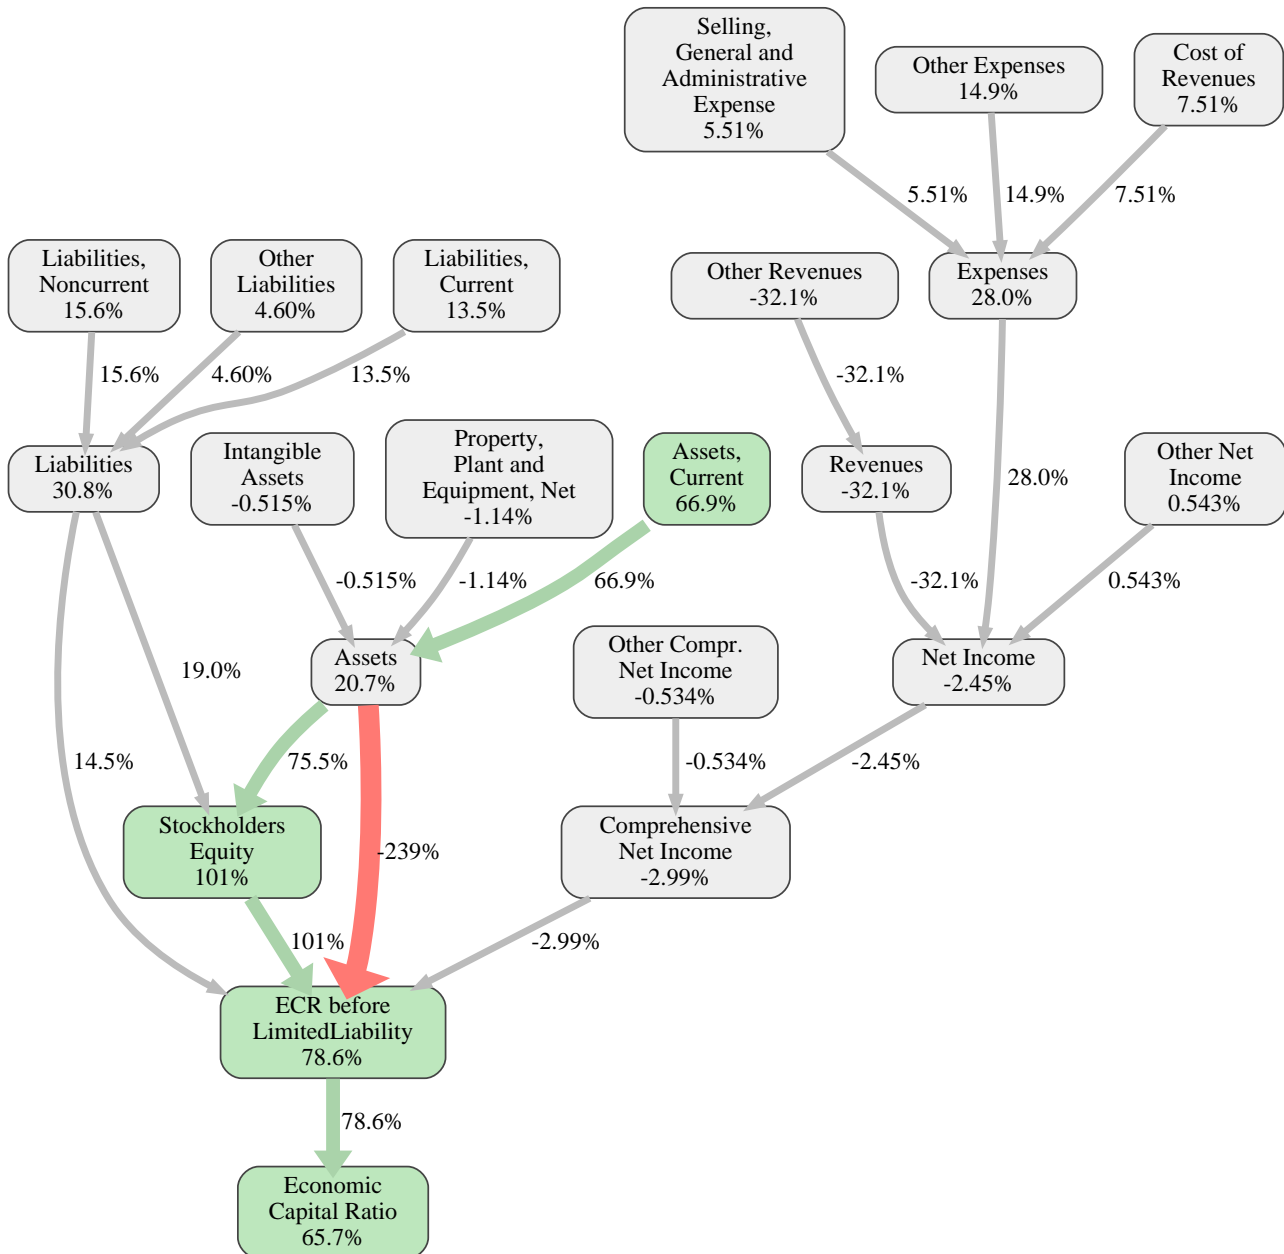 Selling,
General and
Administrative
Expense
5.51%
Other Expenses
14.9%
Cost of
Revenues
7.51%
5.51%
14.9%
7.51%
Liabilities,
Noncurrent
15.6%
Other
Liabilities
4.60%
Liabilities,
Current
13.5%
Other Revenues
-32.1%
Expenses
28.0%
15.6%
4.60%
13.5%
-32.1%
Liabilities
30.8%
Intangible
Assets
-0.515%
Property,
Plant and
Equipment, Net
-1.14%
Assets,
Current
66.9%
Revenues
-32.1%
28.0%
Other Net
Income
0.543%
-0.515%
-1.14%
66.9%
-32.1%
0.543%
Assets
20.7%
Other Compr.
Net Income
-0.534%
Net Income
-2.45%
19.0%
14.5%
75.5%
-0.534%
-2.45%
Stockholders
Equity
101%
-239%
Comprehensive
Net Income
-2.99%
101%
-2.99%
ECR before
LimitedLiability
78.6%
78.6%
Economic
Capital Ratio
65.7%